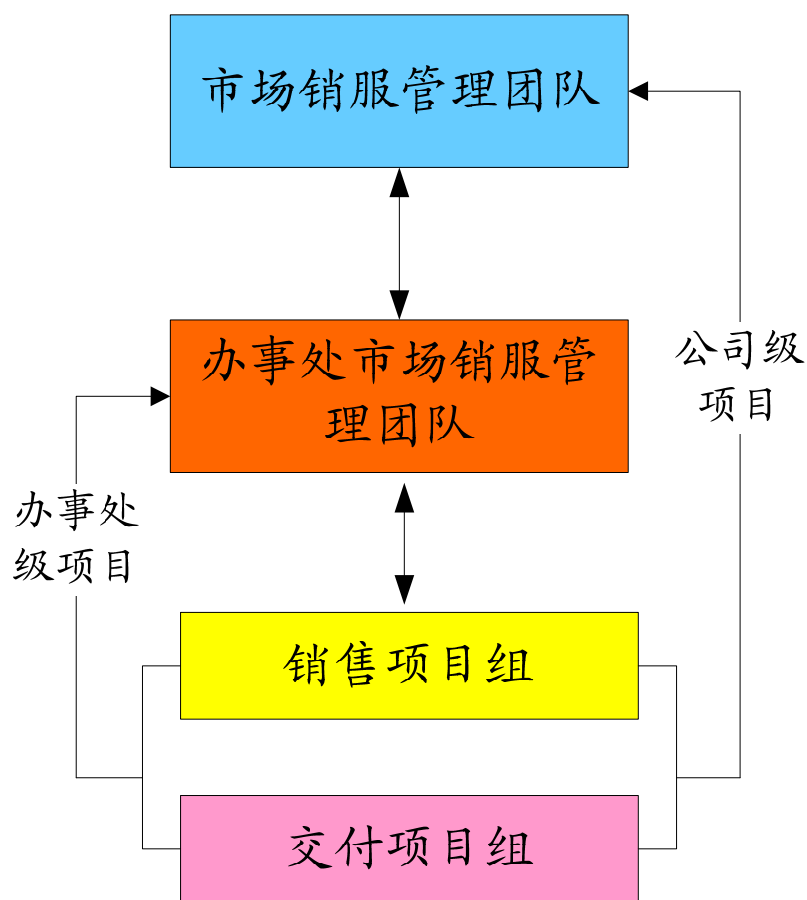 市场销服管理团队
办事处市场销服管
理团队
公司级
项目
办事处
级项目
销售项目组
交付项目组